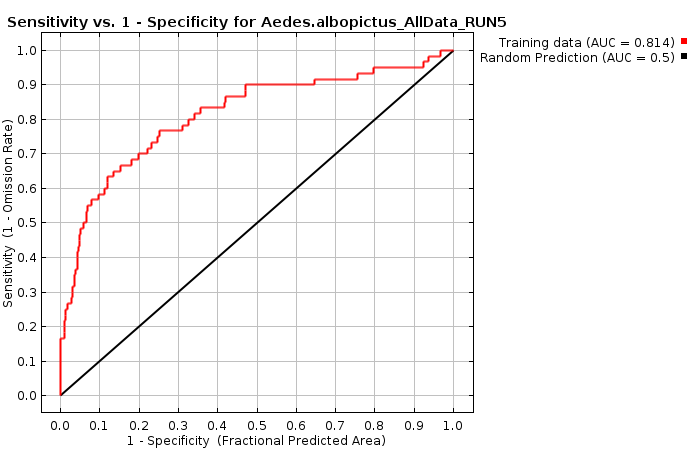 Sensitivity vs. 1 - Specificity for Aedes.albopictus_AllData_RUN5
Training data (AUC = 0.814)
Random Prediction (AUC = 0.5)
Sensitivity (1 - Omission Rate)
1.0
0.9
0.8
0.7
0.6
0.5
0.4
0.3
0.2
0.1
0.0
0.0 0.1 0.2 0.3 0.4 0.5 0.6 0.7 0.8 0.9 1.0
1 - Specificity (Fractional Predicted Area)